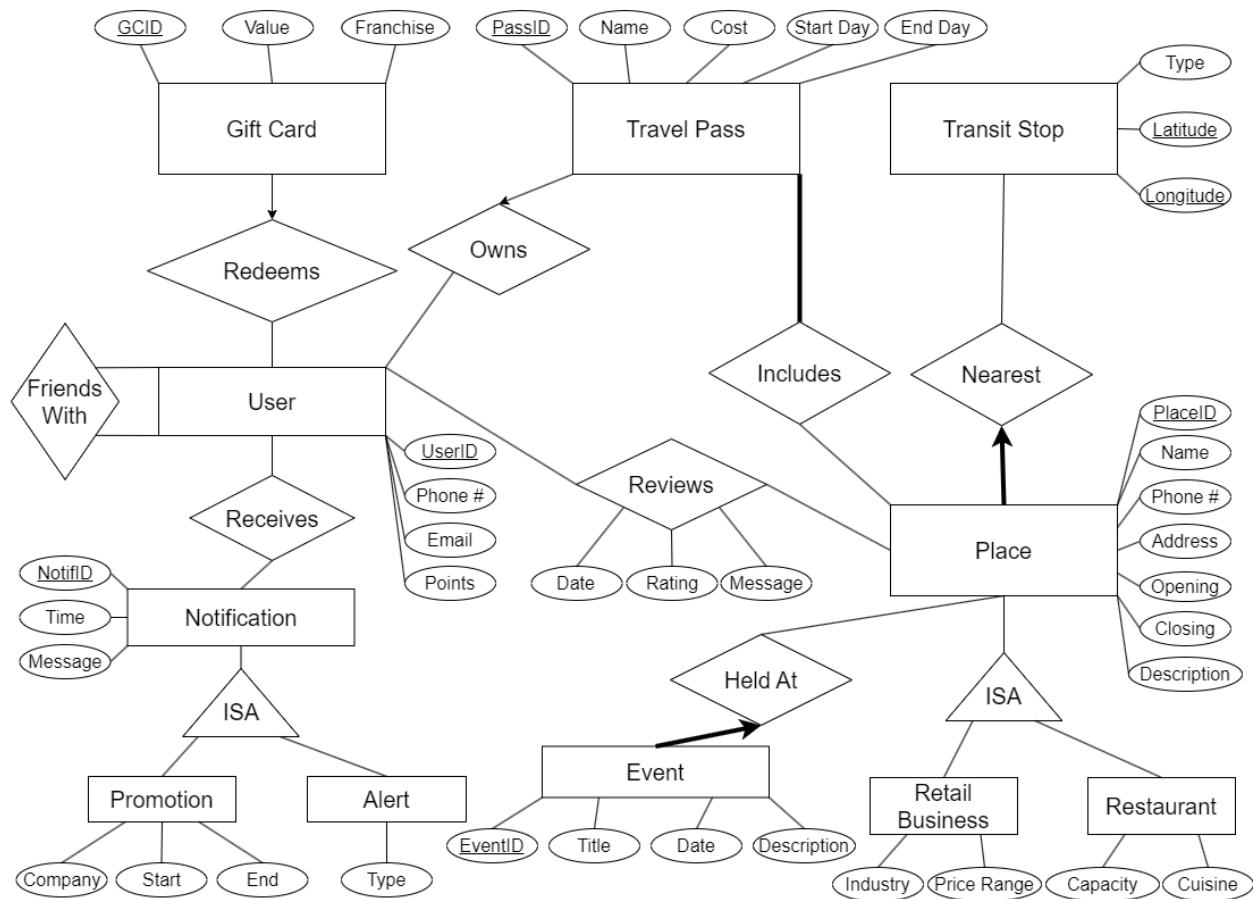 GCID
Value
Franchise
PassID
Name
Cost
Start Day
End Day
Type
Gift Card
Travel Pass
Transit Stop
Latitude
Longitude
Owns
Redeems
Friends
With
User
Includes
Nearest
PlaceID
Name
UserID
Phone #
Email
Points
Reviews
Phone #
Address
Receives
Place
Opening
Closing
Description
NotifID
Time
Message
Notification
Date
Rating
Message
ISA
Held At
ISA
Promotion
Alert
Event
Retail
Business
Restaurant
EventID
Title
Date
Description
Company
Start
End
Type
Industry
Price Range
Capacity
Cuisine